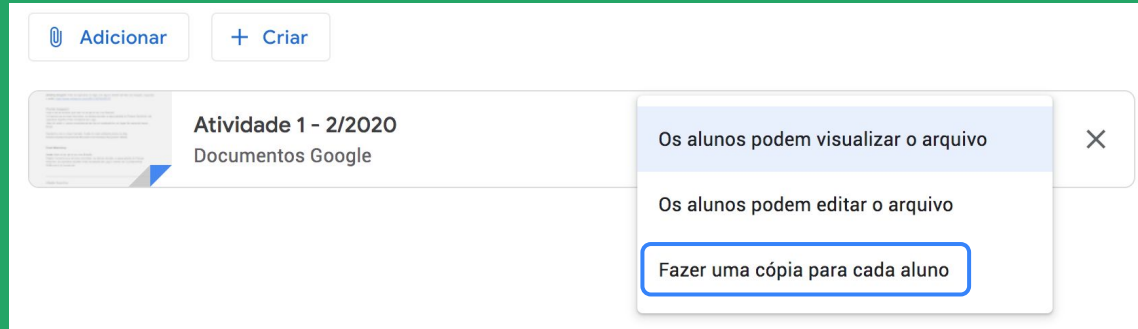 Adicionar
+ Criar
Atividade 1 - 2/2020
Documentos Google
Os alunos podem visualizar o arquivo
Os alunos podem editar o arquivo
Fazer uma cópia para cada aluno